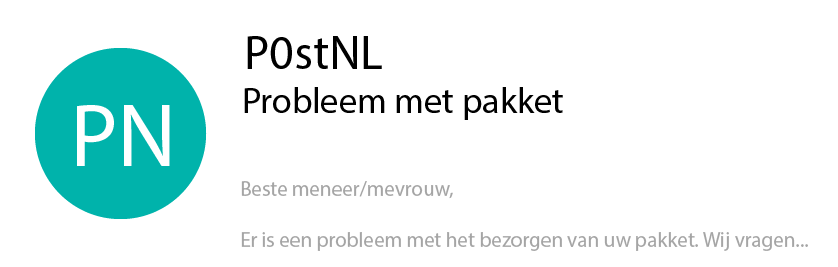 PN
P0stNL
Probleem met pakket
Beste meneer/mevrouw,
Er is een probleem met het bezorgen van uw pakket. Wij vragen...